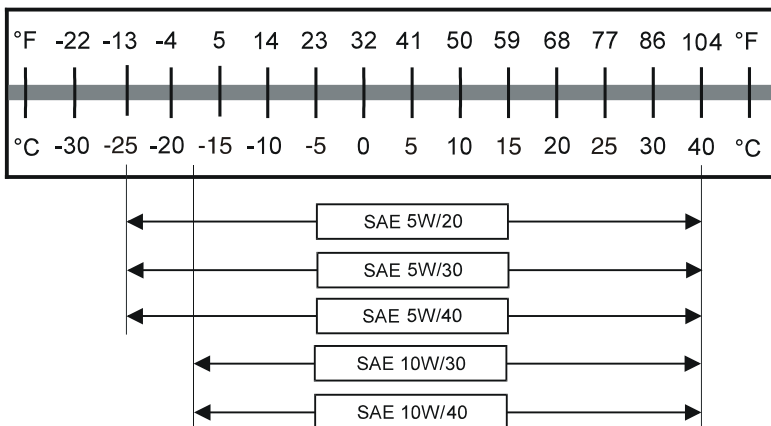 °F -22 -13 -4 5 14 23 32 41 50 59 68 77 86 104 °F
°C -30 -25 -20 -15 -10 -5 0 5 10 15 20 25 30 40 °C
SAE 5W/20
SAE 5W/30
SAE 5W/40
SAE 10W/30
SAE 10W/40